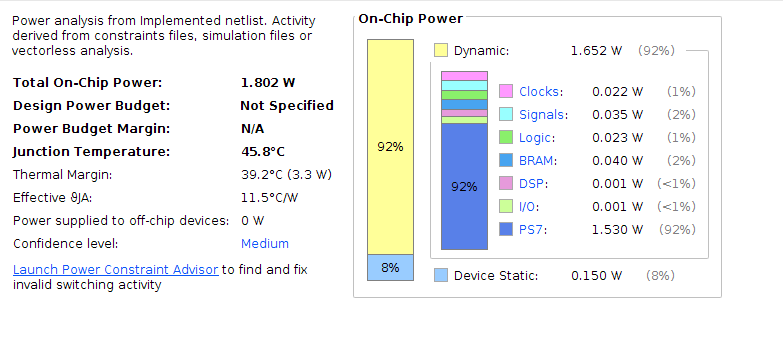 Power analysis from Implemented netlist. Activity
derived from constraints files, simulation files or
vectorless analysis.
Total On-Chip Power: 1.802 W
Design Power Budget: Not Specified
Power Budget Margin: N/A
Junction Temperature: 45.8°C
Thermal Margin: 39.2°C (3.3 W)
Effective ϑJA: 11.5°C/W
Power supplied to off-chip devices: 0 W
Confidence level: Medium
Launch Power Constraint Advisor to find and fix
invalid switching activity
On-Chip Power
Dynamic: 1.652 W (92%)
92%
Clocks: 0.022 W (1%)
Signals: 0.035 W (2%)
Logic: 0.023 W (1%)
BRAM: 0.040 W (2%)
DSP: 0.001 W (<1%)
I/O: 0.001 W (<1%)
PS7: 1.530 W (92%)
92%
8%
Device Static: 0.150 W (8%)